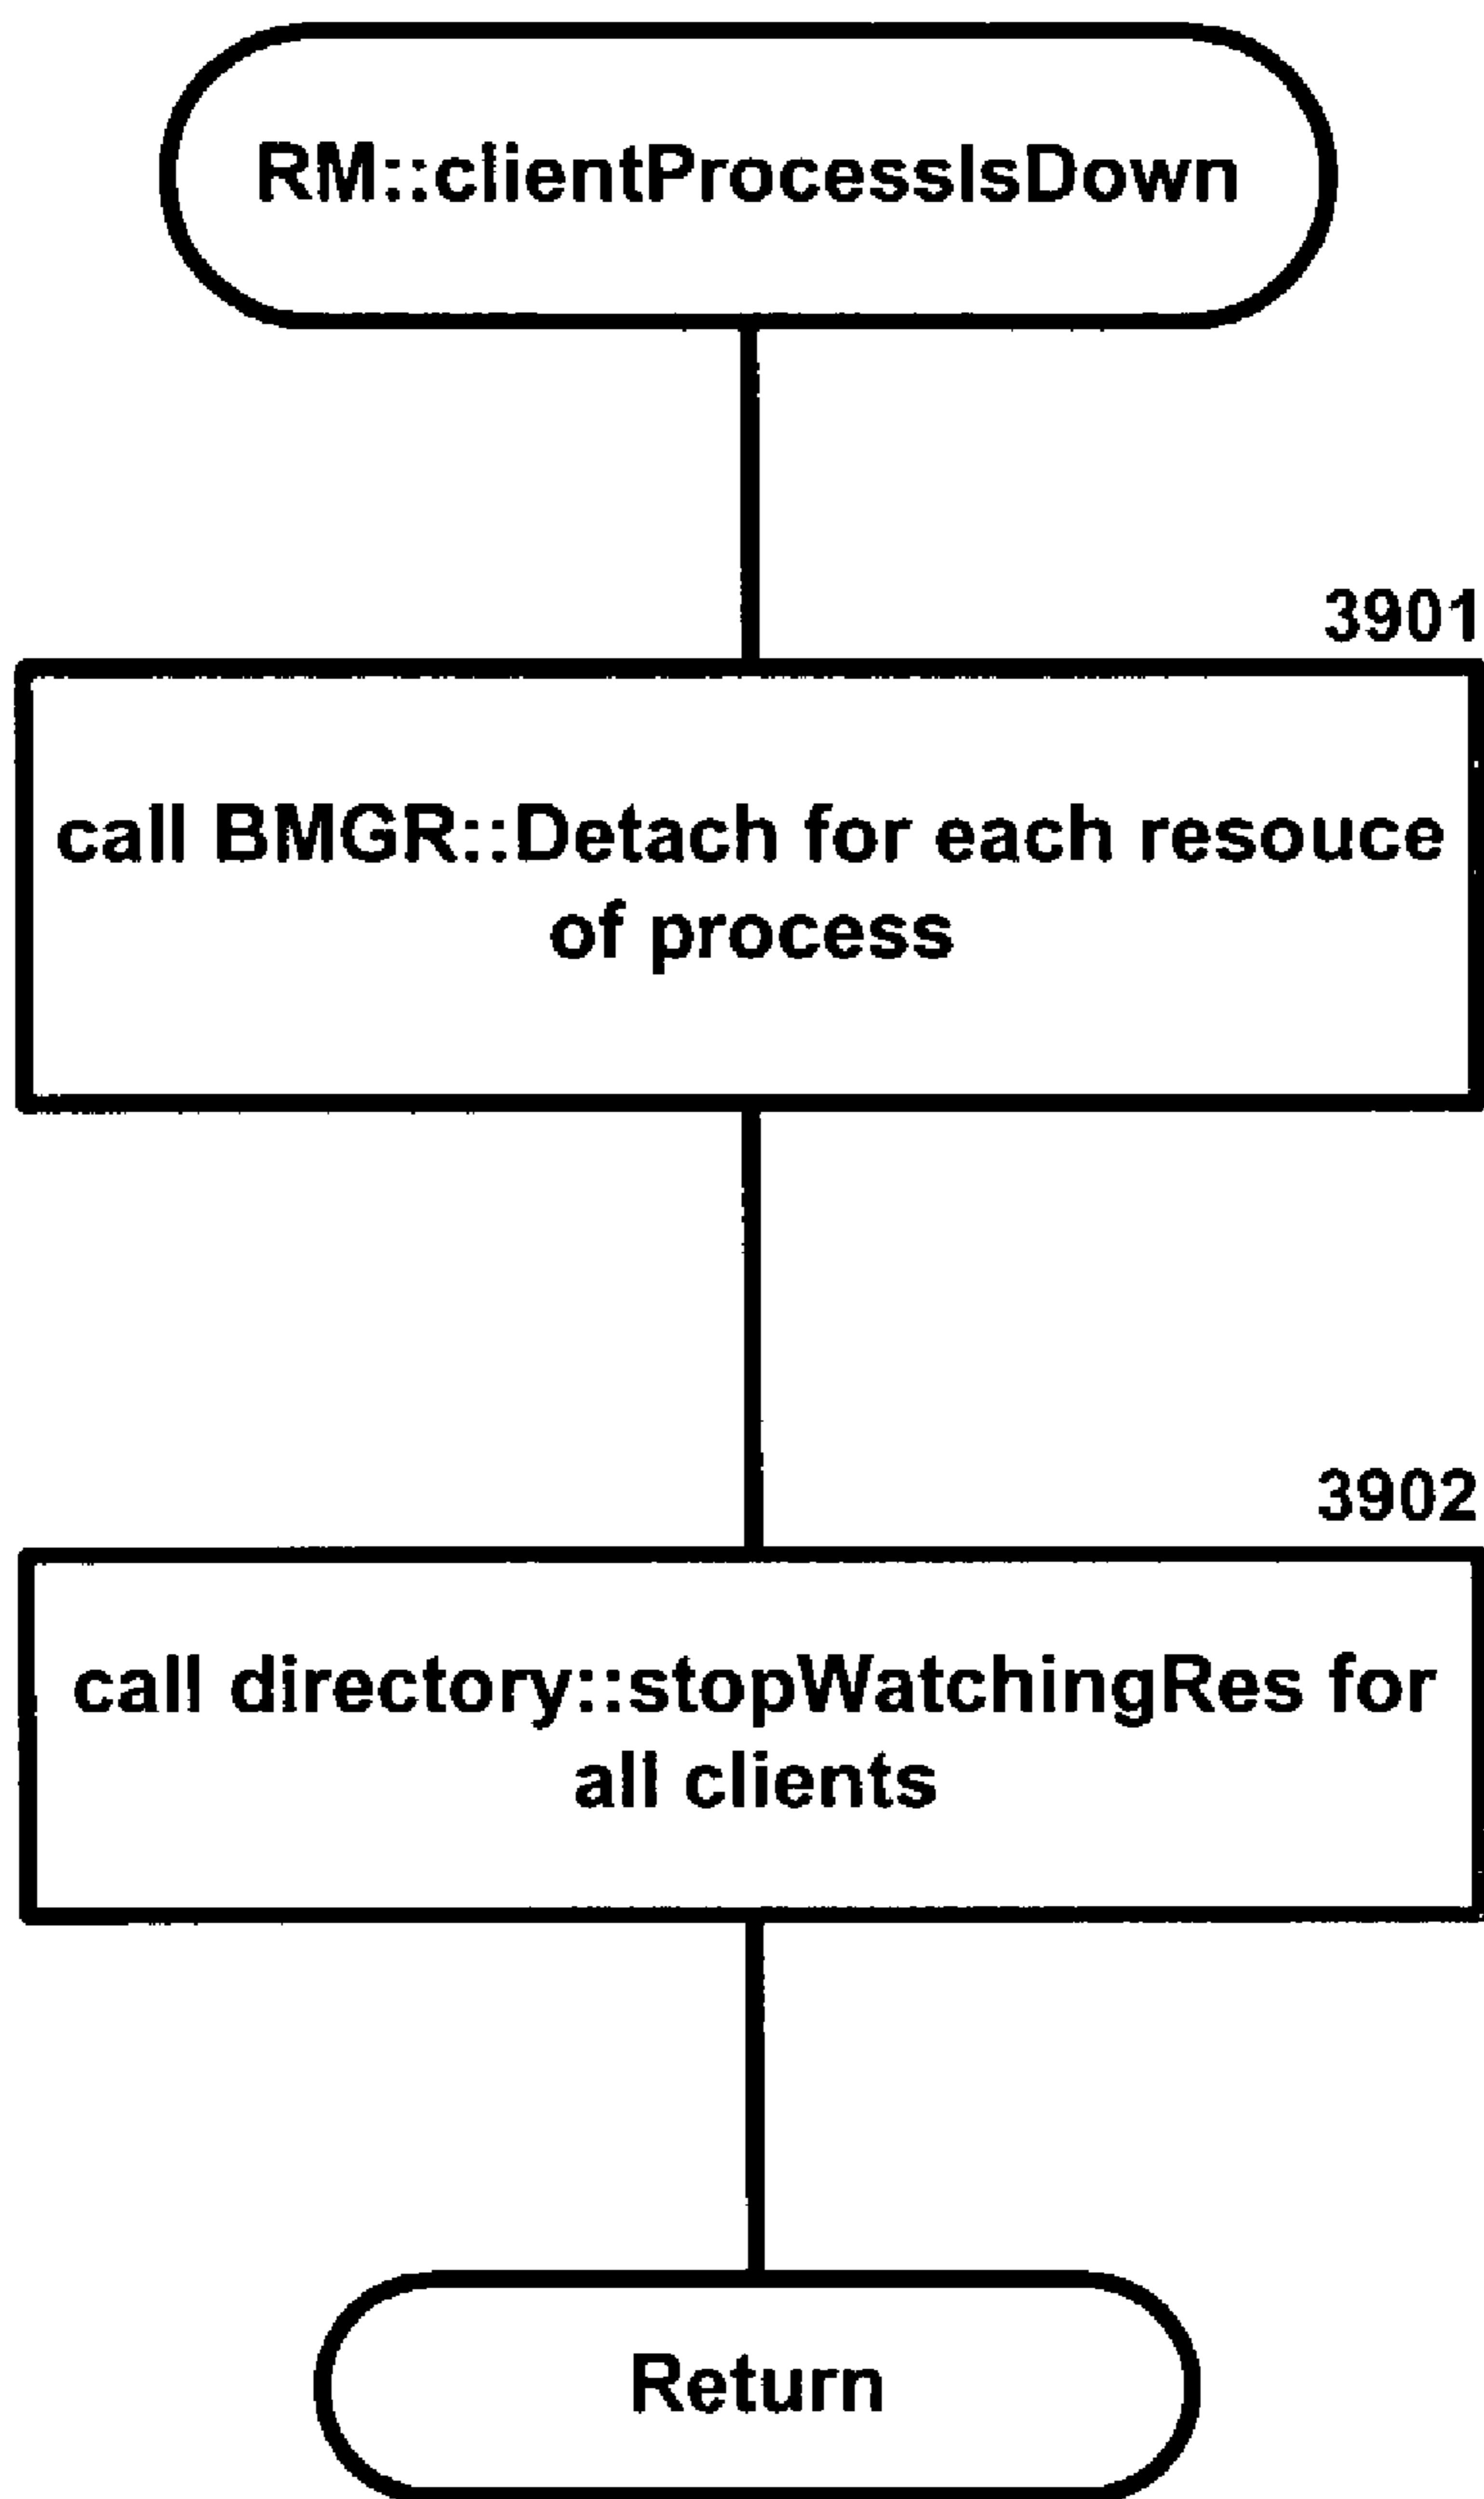 RM::clientProcessIsDown
3901
call BMGR::Detach for each resouce
of process
3902
call directory::stopWatchingRes for
all clients
Return